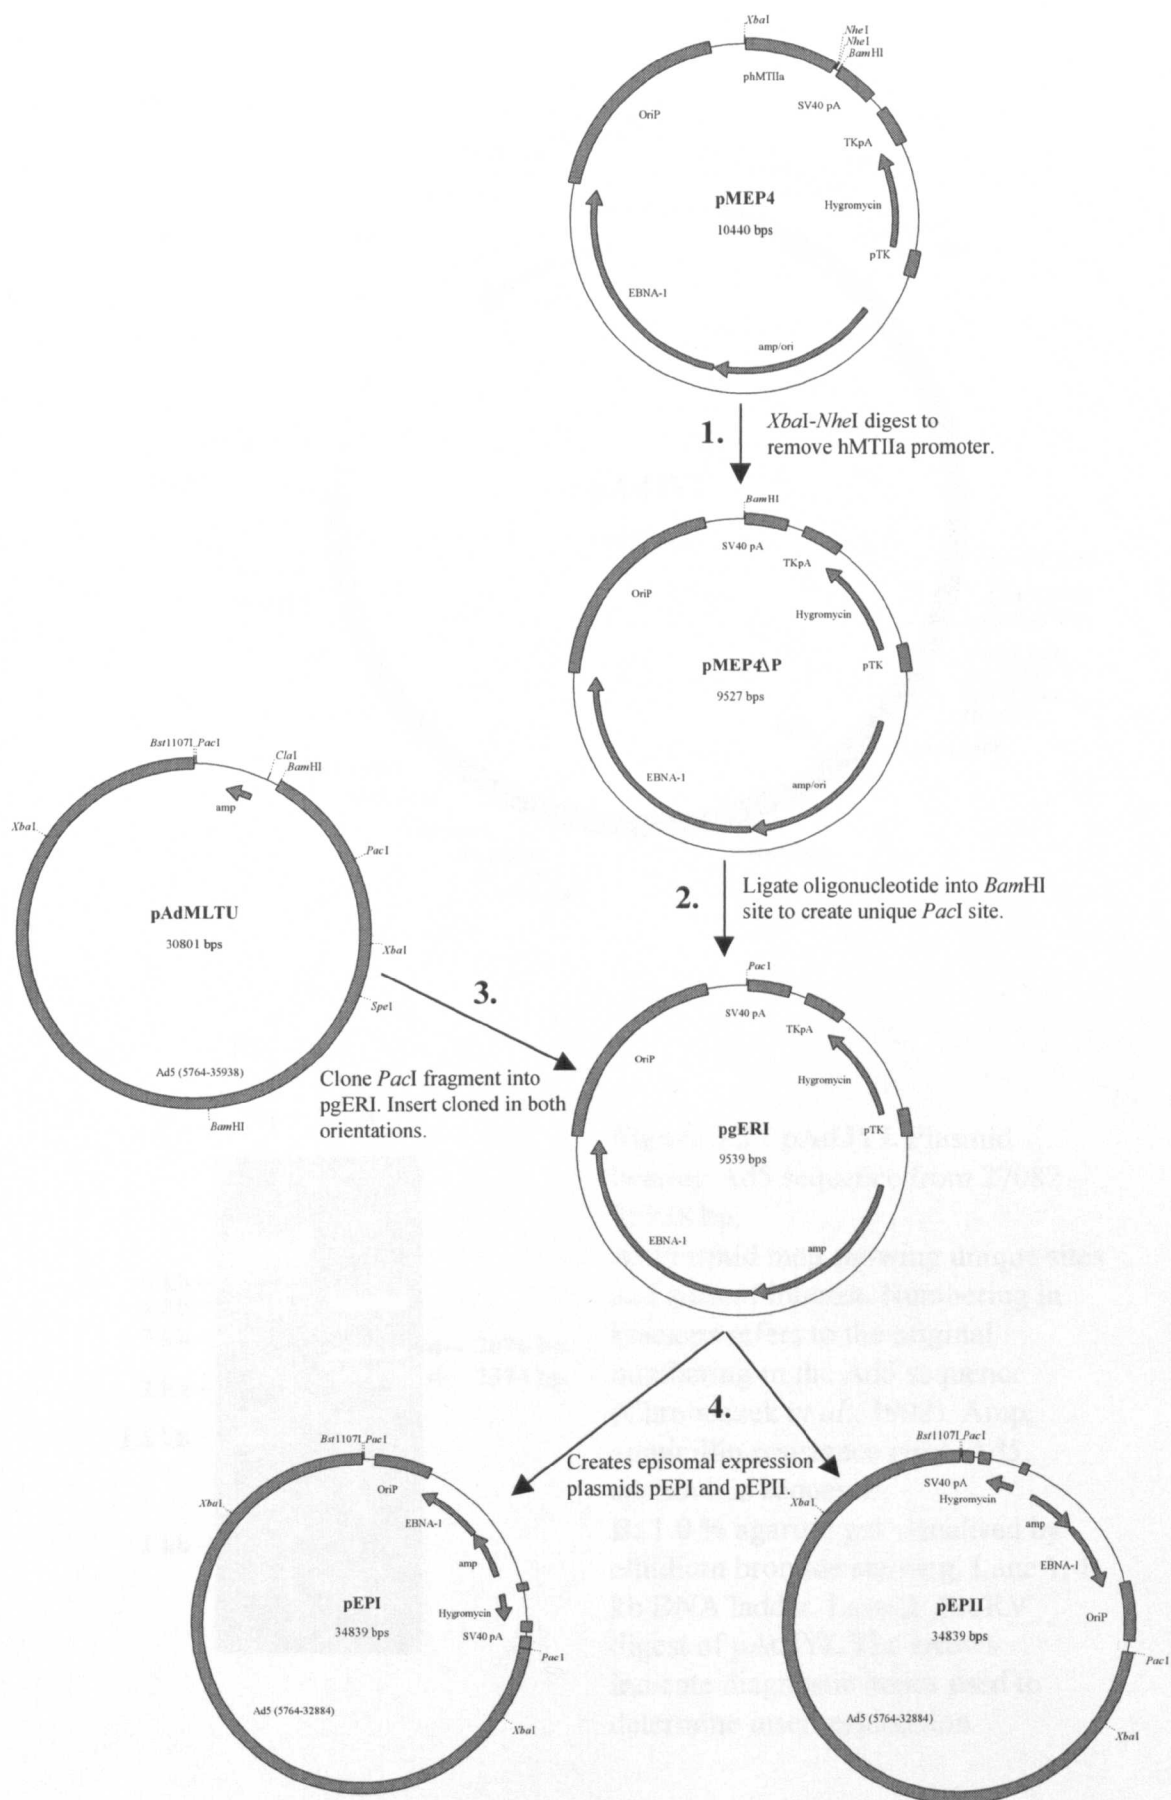 XbaI
NheI
NheI
BamHI
phMTIIa
SV40 pA
OriP
TKpA
pMEP4
Hygromycin
10440 bps
pTK
EBNA-1
amp/ori
1.
XbaI-NheI digest to
remove hMTIIa promoter.
BamHI
SV40 pA
TKpA
OriP
Hygromycin
pMEP4ΔP
pTK
9527 bps
EBNA-1
amp/ori
Bst1107I PacI
ClaI
BamHI
amp
XbaI
PacI
pAdMLTU
30801 bps
XbaI
SpeI
Ad5 (5764-35938)
BamHI
2.
Ligate oligonucleotide into BamHI
site to create unique PacI site.
3.
Clone PacI fragment into
pgERI. Insert cloned in both
orientations.
PacI
SV40 pA
TKpA
OriP
Hygromycin
pgERI
pTK
9539 bps
EBNA-1
amp
4.
Creates episomal expression
plasmids pEPI and pEPII.
Bst1107I PacI
OriP
XbaI
EBNA-1
amp
pEPI
Hygromycin
34839 bps
SV40 pA
PacI
Ad5 (5764-32884)
XbaI
Bst1107I PacI
SV40 pA
Hygromycin
XbaI
amp
EBNA-1
pEPII
OriP
34839 bps
PacI
Ad5 (5764-32884)
XbaI